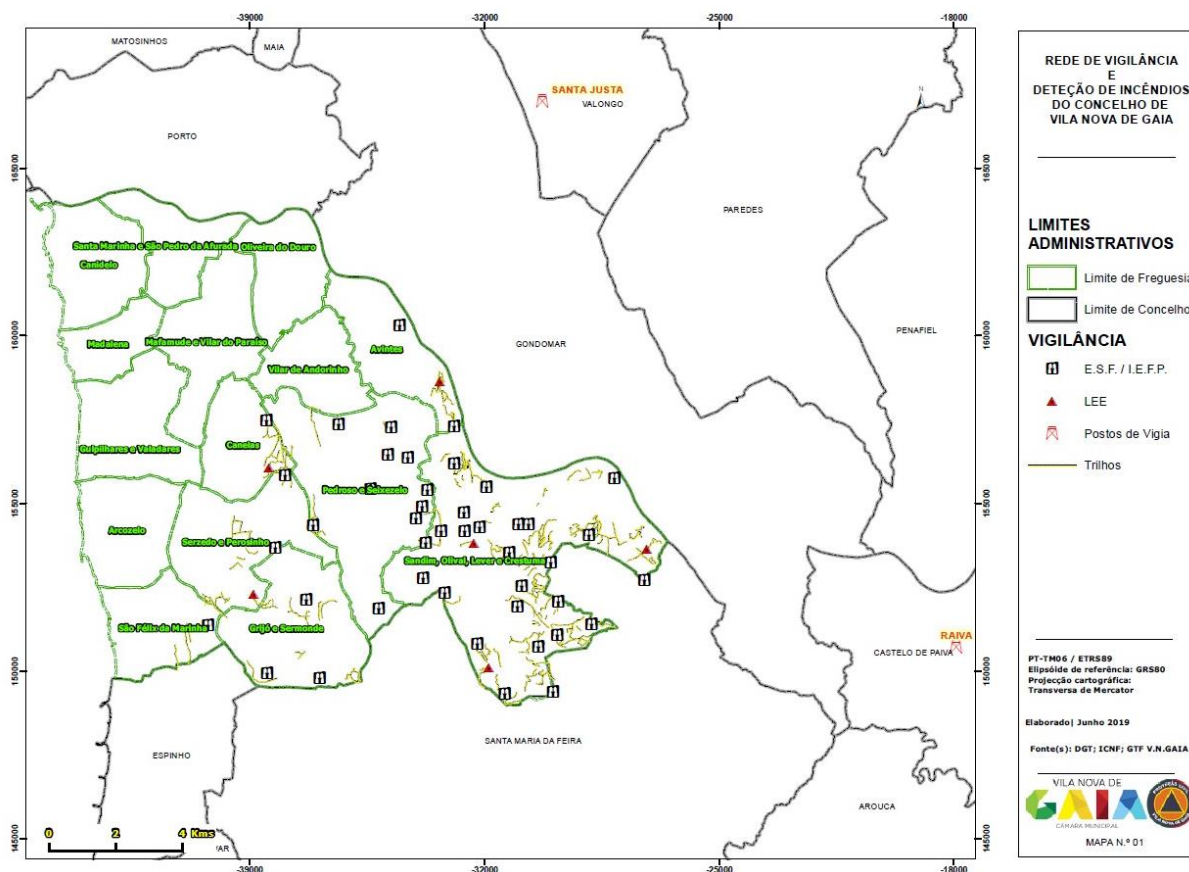 -39000
-32000
-25000
-18000
MATOSINHOS
MAIA
SANTA JUSTA
VALONGO
N
PORTO
165000
165000
PAREDES
Santa Marinha e São Pedro da Afurada
Oliveira do Douro
Canidelo
160000
160000
Madalena
Mafamude e Vilar do Paraíso
Avintes
GONDOMAR
PENAFIEL
Vilar de Andorinho
Canelas
Gulpilhares e Valadares
Pedroso e Seixezelo
155000
155000
Arcozelo
Serzedo e Perosinho
Sandim, Olival, Lever e Crestuma
São Félix da Marinha
Grijó e Sermonde
RAIVA
CASTELO DE PAIVA
150000
150000
SANTA MARIA DA FEIRA
ESPINHO
AROUCA
0 2 4 Kms
VAR
145000
145000
-39000
-32000
-25000
-18000
REDE DE VIGILÂNCIA
E
DETEÇÃO DE INCÊNDIOS
DO CONCELHO DE
VILA NOVA DE GAIA
LIMITES
ADMINISTRATIVOS
Limite de Freguesia
Limite de Concelho
VIGILÂNCIA
E.S.F. / I.E.F.P.
LEE
Postos de Vigia
Trilhos
PT-TM06 / ETRS89
Elipsóide de referência: GRS80
Projecção cartográfica:
Transversa de Mercator
Elaborado| Junho 2019
Fonte(s): DGT; ICNF; GTF V.N.GAIA
VILA NOVA DE
GAIA
CÂMARA MUNICIPAL
MAPA N.º 01